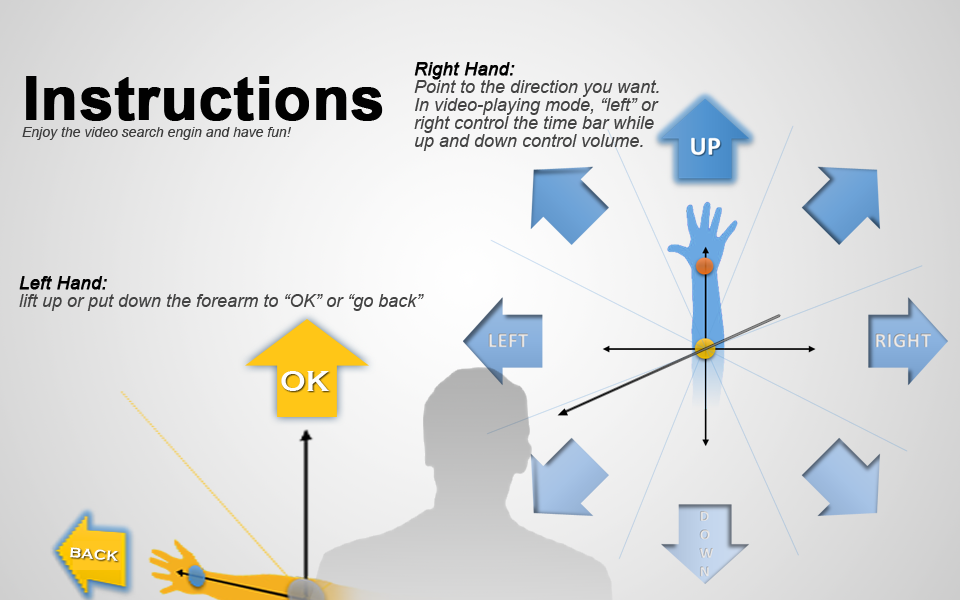 Instructions
Enjoy the video search engin and have fun!
Right Hand:
Point to the direction you want.
In video-playing mode, “left” or
right control the time bar while
up and down control volume.
UP
Left Hand:
lift up or put down the forearm to “OK” or “go back”
LEFT
RIGHT
OK
BACK
DOWN